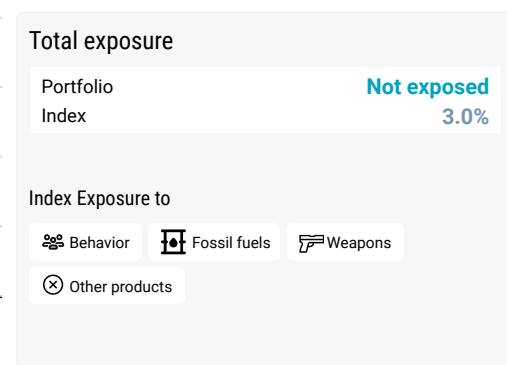 Total exposure
Portfolio Not exposed
Index 3.0%
Index Exposure to
Behavior Fossil fuels Weapons
Other products